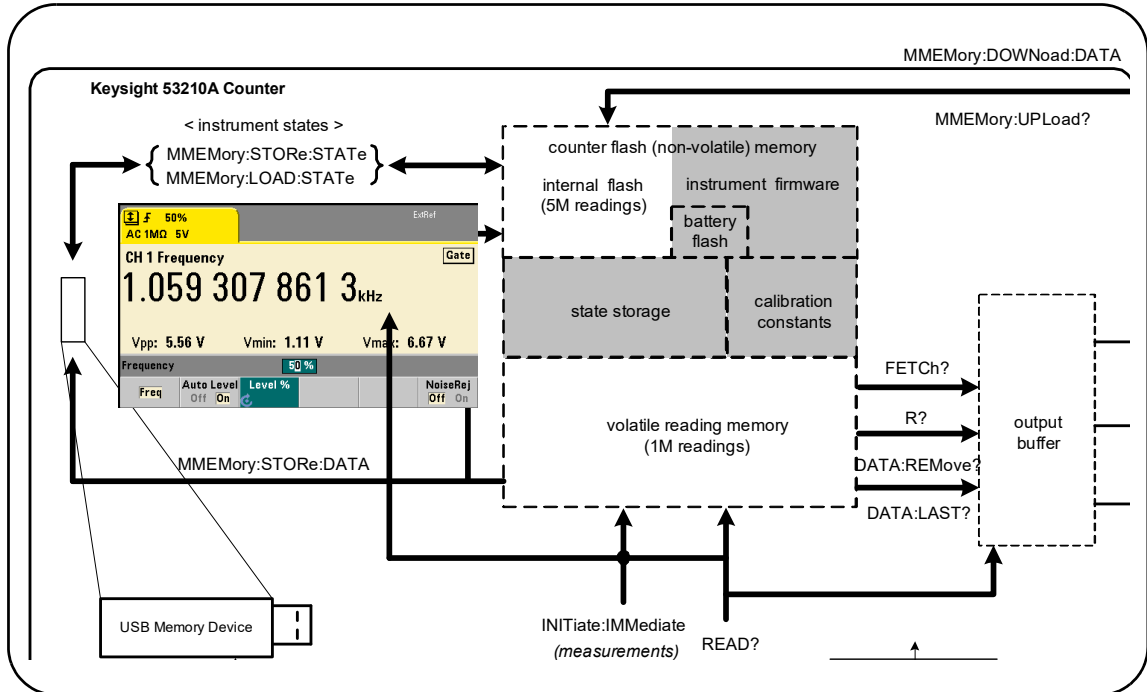 MMEMory:DOWNoad:DATA
Keysight 53210A Counter
MMEMory:UPLoad?
< instrument states >
{ MMEMory:STORe:STATe }
MMEMory:LOAD:STATe
counter flash (non-volatile) memory
internal flash
(5M readings)
instrument firmware
battery
flash
50%
ExtRef
AC 1MΩ 5V
CH 1 Frequency
Gate
1.059 307 861 3kHz
Vpp: 5.56 V Vmin: 1.11 V Vmax: 6.67 V
Frequency
50 %
Freq
Auto Level
Off On
Level %
NoiseRej
Off On
state storage
calibration
constants
volatile reading memory
(1M readings)
FETCh?
R?
DATA:REMove?
DATA:LAST?
output
buffer
MMEMory:STORe:DATA
USB Memory Device
INITiate:IMMediate
(measurements)
READ?